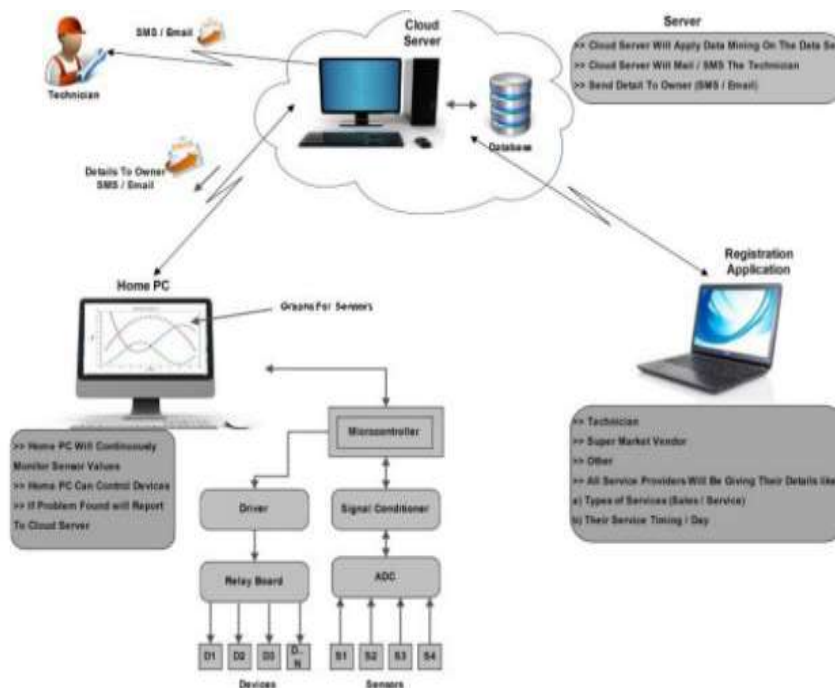 SMS / Email
Technician
Cloud
Server
Database
Server
>> Cloud Server Will Apply Data Mining On The Data Se
>> Cloud Server Will Mail / SMS The Technician
>> Send Detail To Owner (SMS / Email)
Details To Owner
SMS / Email
Registration
Application
Home PC
Graphs For Sensors
>> Home PC Will Continuously
Monitor Sensor Values
>> Home PC Can Control Devices
>> If Problem Found will Report
To Cloud Server
Microcontroller
Driver
Signal Conditioner
Relay Board
ADC
D1
D2
D3
D..
N
S1
S2
S3
S4
Devices
Sensors
>> Technician
>> Super Market Vendor
>> Other
>> All Service Providers Will Be Giving Their Details like
a) Types of Services (Sales / Service)
b) Their Service Timing / Day